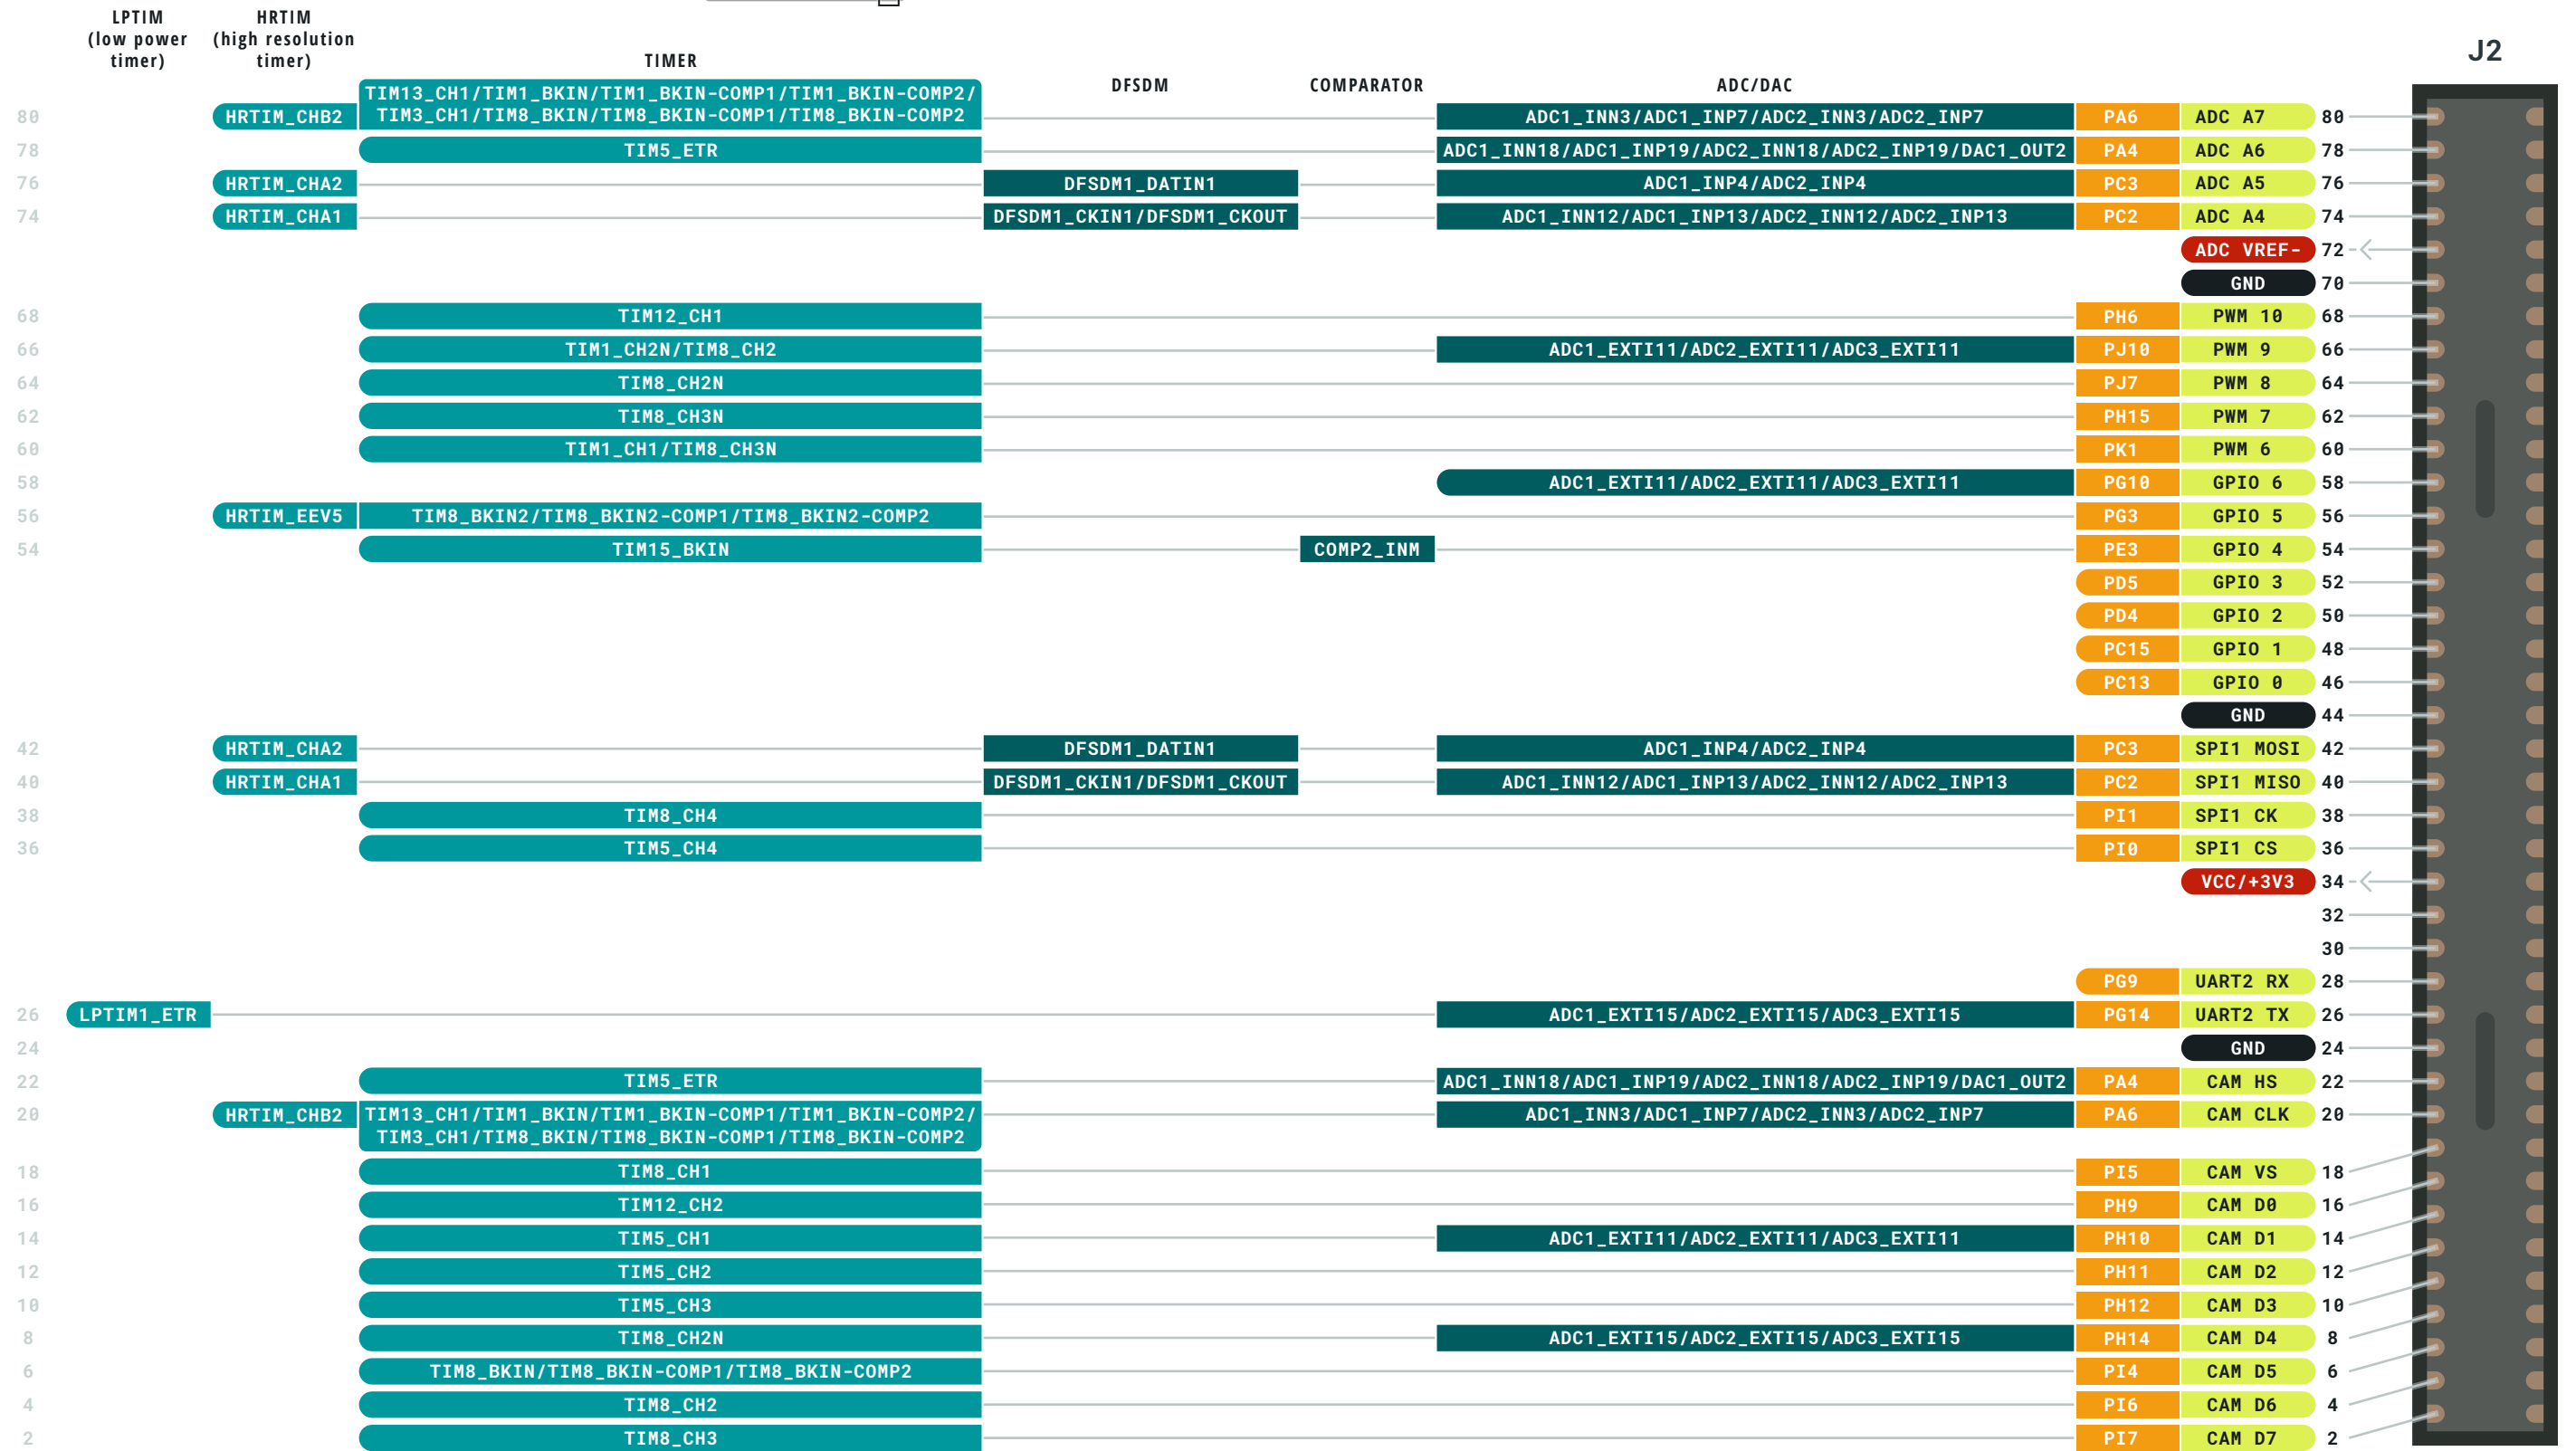 LPTIM
(low power
timer)
HRTIM
(high resolution
timer)
TIMER
DFSDM
COMPARATOR
ADC/DAC
J2
80 HRTIM_CHB2 TIM13_CH1/TIM1_BKIN/TIM1_BKIN-COMP1/TIM1_BKIN-COMP2/
TIM3_CH1/TIM8_BKIN/TIM8_BKIN-COMP1/TIM8_BKIN-COMP2 ADC1_INN3/ADC1_INP7/ADC2_INN3/ADC2_INP7 PA6 ADC A7 80
78 TIM5_ETR ADC1_INN18/ADC1_INP19/ADC2_INN18/ADC2_INP19/DAC1_OUT2 PA4 ADC A6 78
76 HRTIM_CHA2 DFSDM1_DATIN1 ADC1_INP4/ADC2_INP4 PC3 ADC A5 76
74 HRTIM_CHA1 DFSDM1_CKIN1/DFSDM1_CKOUT ADC1_INN12/ADC1_INP13/ADC2_INN12/ADC2_INP13 PC2 ADC A4 74
ADC VREF- 72
GND 70
68 TIM12_CH1 PH6 PWM 10 68
66 TIM1_CH2N/TIM8_CH2 ADC1_EXTI11/ADC2_EXTI11/ADC3_EXTI11 PJ10 PWM 9 66
64 TIM8_CH2N PJ7 PWM 8 64
62 TIM8_CH3N PH15 PWM 7 62
60 TIM1_CH1/TIM8_CH3N PK1 PWM 6 60
58 ADC1_EXTI11/ADC2_EXTI11/ADC3_EXTI11 PG10 GPIO 6 58
56 HRTIM_EEV5 TIM8_BKIN2/TIM8_BKIN2-COMP1/TIM8_BKIN2-COMP2 PG3 GPIO 5 56
54 TIM15_BKIN COMP2_INM PE3 GPIO 4 54
PD5 GPIO 3 52
PD4 GPIO 2 50
PC15 GPIO 1 48
PC13 GPIO 0 46
GND 44
42 HRTIM_CHA2 DFSDM1_DATIN1 ADC1_INP4/ADC2_INP4 PC3 SPI1 MOSI 42
40 HRTIM_CHA1 DFSDM1_CKIN1/DFSDM1_CKOUT ADC1_INN12/ADC1_INP13/ADC2_INN12/ADC2_INP13 PC2 SPI1 MISO 40
38 TIM8_CH4 PI1 SPI1 CK 38
36 TIM5_CH4 PI0 SPI1 CS 36
VCC/+3V3 34
32
30
PG9 UART2 RX 28
26 LPTIM1_ETR ADC1_EXTI15/ADC2_EXTI15/ADC3_EXTI15 PG14 UART2 TX 26
24 GND 24
22 TIM5_ETR ADC1_INN18/ADC1_INP19/ADC2_INN18/ADC2_INP19/DAC1_OUT2 PA4 CAM HS 22
20 HRTIM_CHB2 TIM13_CH1/TIM1_BKIN/TIM1_BKIN-COMP1/TIM1_BKIN-COMP2/ ADC1_INN3/ADC1_INP7/ADC2_INN3/ADC2_INP7 PA6 CAM CLK 20
TIM3_CH1/TIM8_BKIN/TIM8_BKIN-COMP1/TIM8_BKIN-COMP2
18 TIM8_CH1 PI5 CAM VS 18
16 TIM12_CH2 PH9 CAM D0 16
14 TIM5_CH1 ADC1_EXTI11/ADC2_EXTI11/ADC3_EXTI11 PH10 CAM D1 14
12 TIM5_CH2 PH11 CAM D2 12
10 TIM5_CH3 PH12 CAM D3 10
8 TIM8_CH2N ADC1_EXTI15/ADC2_EXTI15/ADC3_EXTI15 PH14 CAM D4 8
6 TIM8_BKIN/TIM8_BKIN-COMP1/TIM8_BKIN-COMP2 PI4 CAM D5 6
4 TIM8_CH2 PI6 CAM D6 4
2 TIM8_CH3 PI7 CAM D7 2